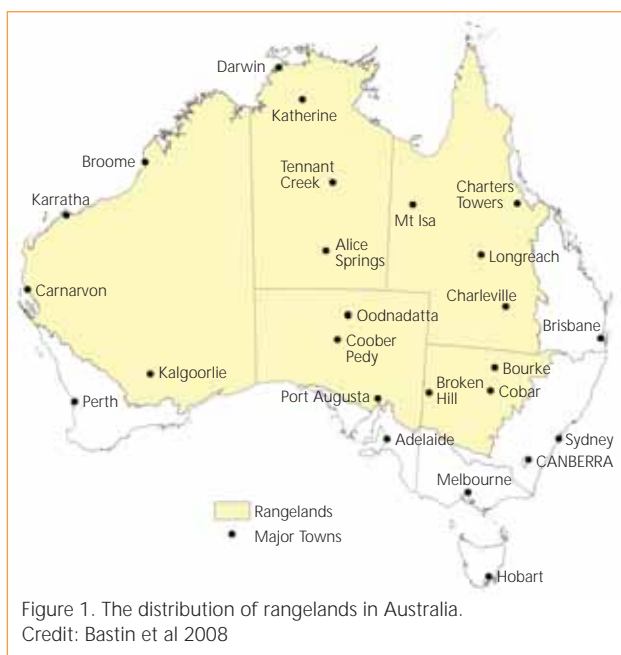 Darwin
Katherine
Broome
Tennant
Creek
Charters
Towers
Karratha
Mt Isa
Alice
Springs
Longreach
Carnarvon
Charleville
Oodnadatta
Brisbane
Coober
Pedy
Kalgoorlie
Bourke
Broken
Hill
Cobar
Port Augusta
Perth
Adelaide
Sydney
CANBERRA
Melbourne
Rangelands
Major Towns
Hobart
Figure 1. The distribution of rangelands in Australia.
Credit: Bastin et al 2008